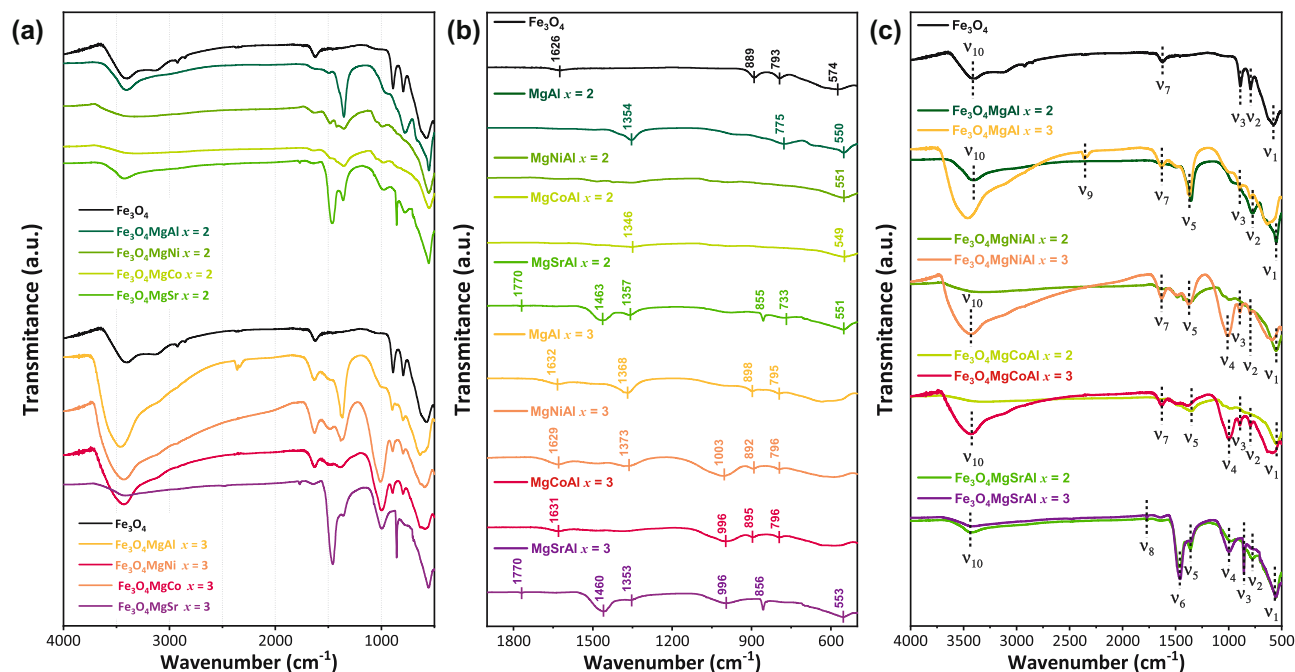 (a)
Transmitance (a.u.)
Fe₃O₄
Fe₃O₄MgAl x = 2
Fe₃O₄MgNi x = 2
Fe₃O₄MgCo x = 2
Fe₃O₄MgSr x = 2
Fe₃O₄
Fe₃O₄MgAl x = 3
Fe₃O₄MgNi x = 3
Fe₃O₄MgCo x = 3
Fe₃O₄MgSr x = 3
4000 3000 2000 1000
Wavenumber (cm⁻¹)
(b)
Transmitance (a.u.)
Fe₃O₄
1626 889 793 574
MgAl x = 2
1354 775 550
MgNiAl x = 2
551
MgCoAl x = 2
1346 549
MgSrAl x = 2
1770 1463 1357 855 733 551
MgAl x = 3
1632 1368 898 795
MgNiAl x = 3
1629 1373 1003 892 796
MgCoAl x = 3
1631 996 895 796
MgSrAl x = 3
1770 1460 1353 996 856 553
1800 1500 1200 900 600
Wavenumber (cm⁻¹)
(c)
Transmitance (a.u.)
Fe₃O₄
ν₁₀ ν₇ ν₃ ν₂ ν₁
Fe₃O₄MgAl x = 2
Fe₃O₄MgAl x = 3
ν₁₀ ν₉ ν₇ ν₅ ν₃ ν₂ ν₁
Fe₃O₄MgNiAl x = 2
Fe₃O₄MgNiAl x = 3
ν₁₀ ν₇ ν₅ ν₄ ν₃ ν₂ ν₁
Fe₃O₄MgCoAl x = 2
Fe₃O₄MgCoAl x = 3
ν₁₀ ν₇ ν₅ ν₄ ν₃ ν₂ ν₁
Fe₃O₄MgSrAl x = 2
Fe₃O₄MgSrAl x = 3
ν₁₀ ν₈ ν₆ ν₅ ν₄ ν₃ ν₂ ν₁
4000 3500 3000 2500 2000 1500 1000 500
Wavenumber (cm⁻¹)